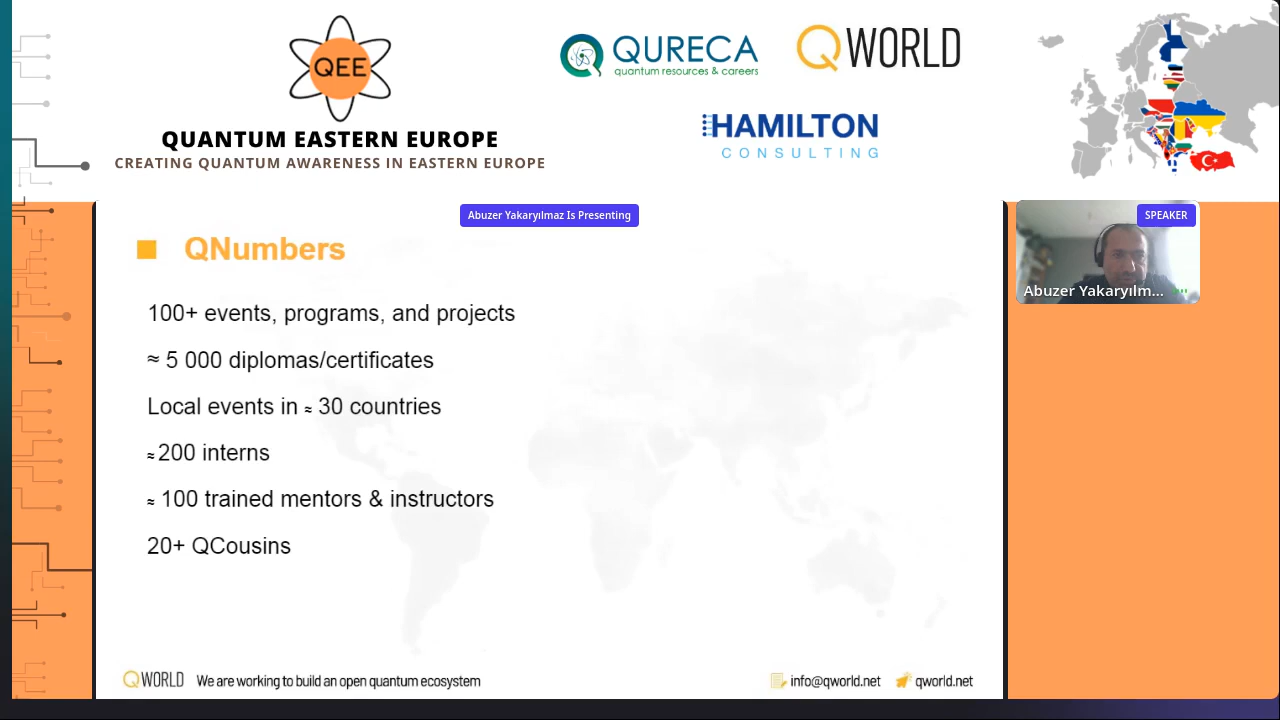 QEE
QUANTUM EASTERN EUROPE
CREATING QUANTUM AWARENESS IN EASTERN EUROPE
QURECA
quantum resources & careers
QWORLD
HAMILTON
CONSULTING
Abuzer Yakaryılmaz Is Presenting
SPEAKER
Abuzer Yakaryılm...
QNumbers
100+ events, programs, and projects
≈ 5 000 diplomas/certificates
Local events in ≈ 30 countries
≈ 200 interns
≈ 100 trained mentors & instructors
20+ QCousins
QWORLD We are working to build an open quantum ecosystem
info@qworld.net qworld.net